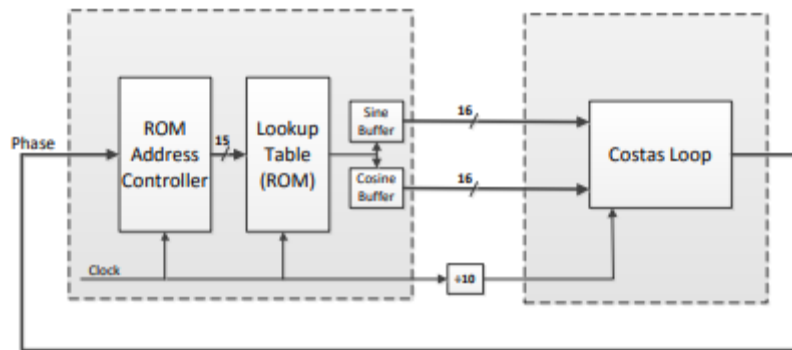 Phase
ROM
Address
Controller
15
Lookup
Table
(ROM)
Sine
Buffer
Cosine
Buffer
16
16
Costas Loop
Clock
÷10